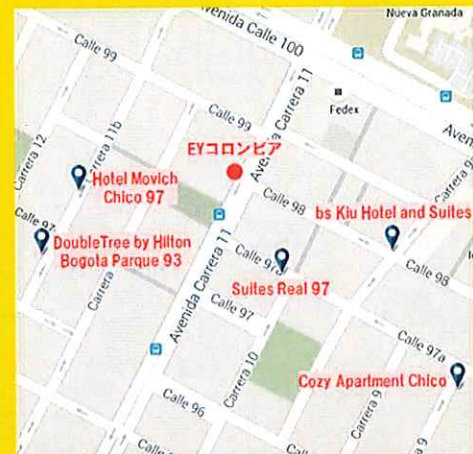 Nueva Granada
Avenida Calle 100
Calle 99
Carrera 12
Carrera 11b
Avenida Carrera 11
Fedex
Calle 99
EYコロンビア
Hotel Movich
Chico 97
Calle 98
bs Kiu Hotel and Suites
DoubleTree by Hilton
Bogota Parque 93
Calle 97a
Suites Real 97
Calle 98
Avenida Carrera 11
Calle 97
Carrera 10
97a
Cozy Apartment Chico
Calle 96
Carrera 9